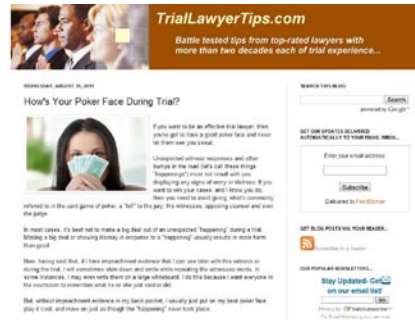 TrialLawyerTips.com
Battle tested tips from top-rated lawyers with
more than two decades each of trial experience...
WEDNESDAY, AUGUST 31, 2011
How's Your Poker Face During Trial?
If you want to be an effective trial lawyer, then
you've got to have a good poker face and never
let them see you sweat.
Unexpected witness responses and other
bumps in the road (let's call these things
"happenings") must not result with you
displaying any signs of worry or distress. If you
want to win your cases, and I know you do,
then you need to avoid giving, what's commonly
referred to in the card game of poker, a "tell" to the jury, the witnesses, opposing counsel and even
the judge.
In most cases, it's best not to make a big deal out of an unexpected "happening" during a trial.
Making a big deal or showing dismay in response to a "happening" usually results in more harm
than good.
Now, having said that, if I have impeachment evidence that I can use later with this witness or
during the trial, I will sometimes slow down and smile while repeating the witnesses words. In
some instances, I may even write them on a large whiteboard. I do this because I want everyone in
the courtroom to remember what he or she just said or did.
But, without impeachment evidence in my back pocket, I usually just put on my best poker face,
play it cool, and move on just as though the "happening" never took place.
SEARCH THIS BLOG
Search
powered by Google
GET OUR UPDATES DELIVERED
AUTOMATICALLY TO YOUR EMAIL INBOX...
Enter your email address:
Subscribe
Delivered by FeedBurner
GET BLOG POSTS VIA YOUR READER...
Subscribe in a reader
OUR POPULAR NEWSLETTERS...
Stay Updated- Get
on our email list!
GO